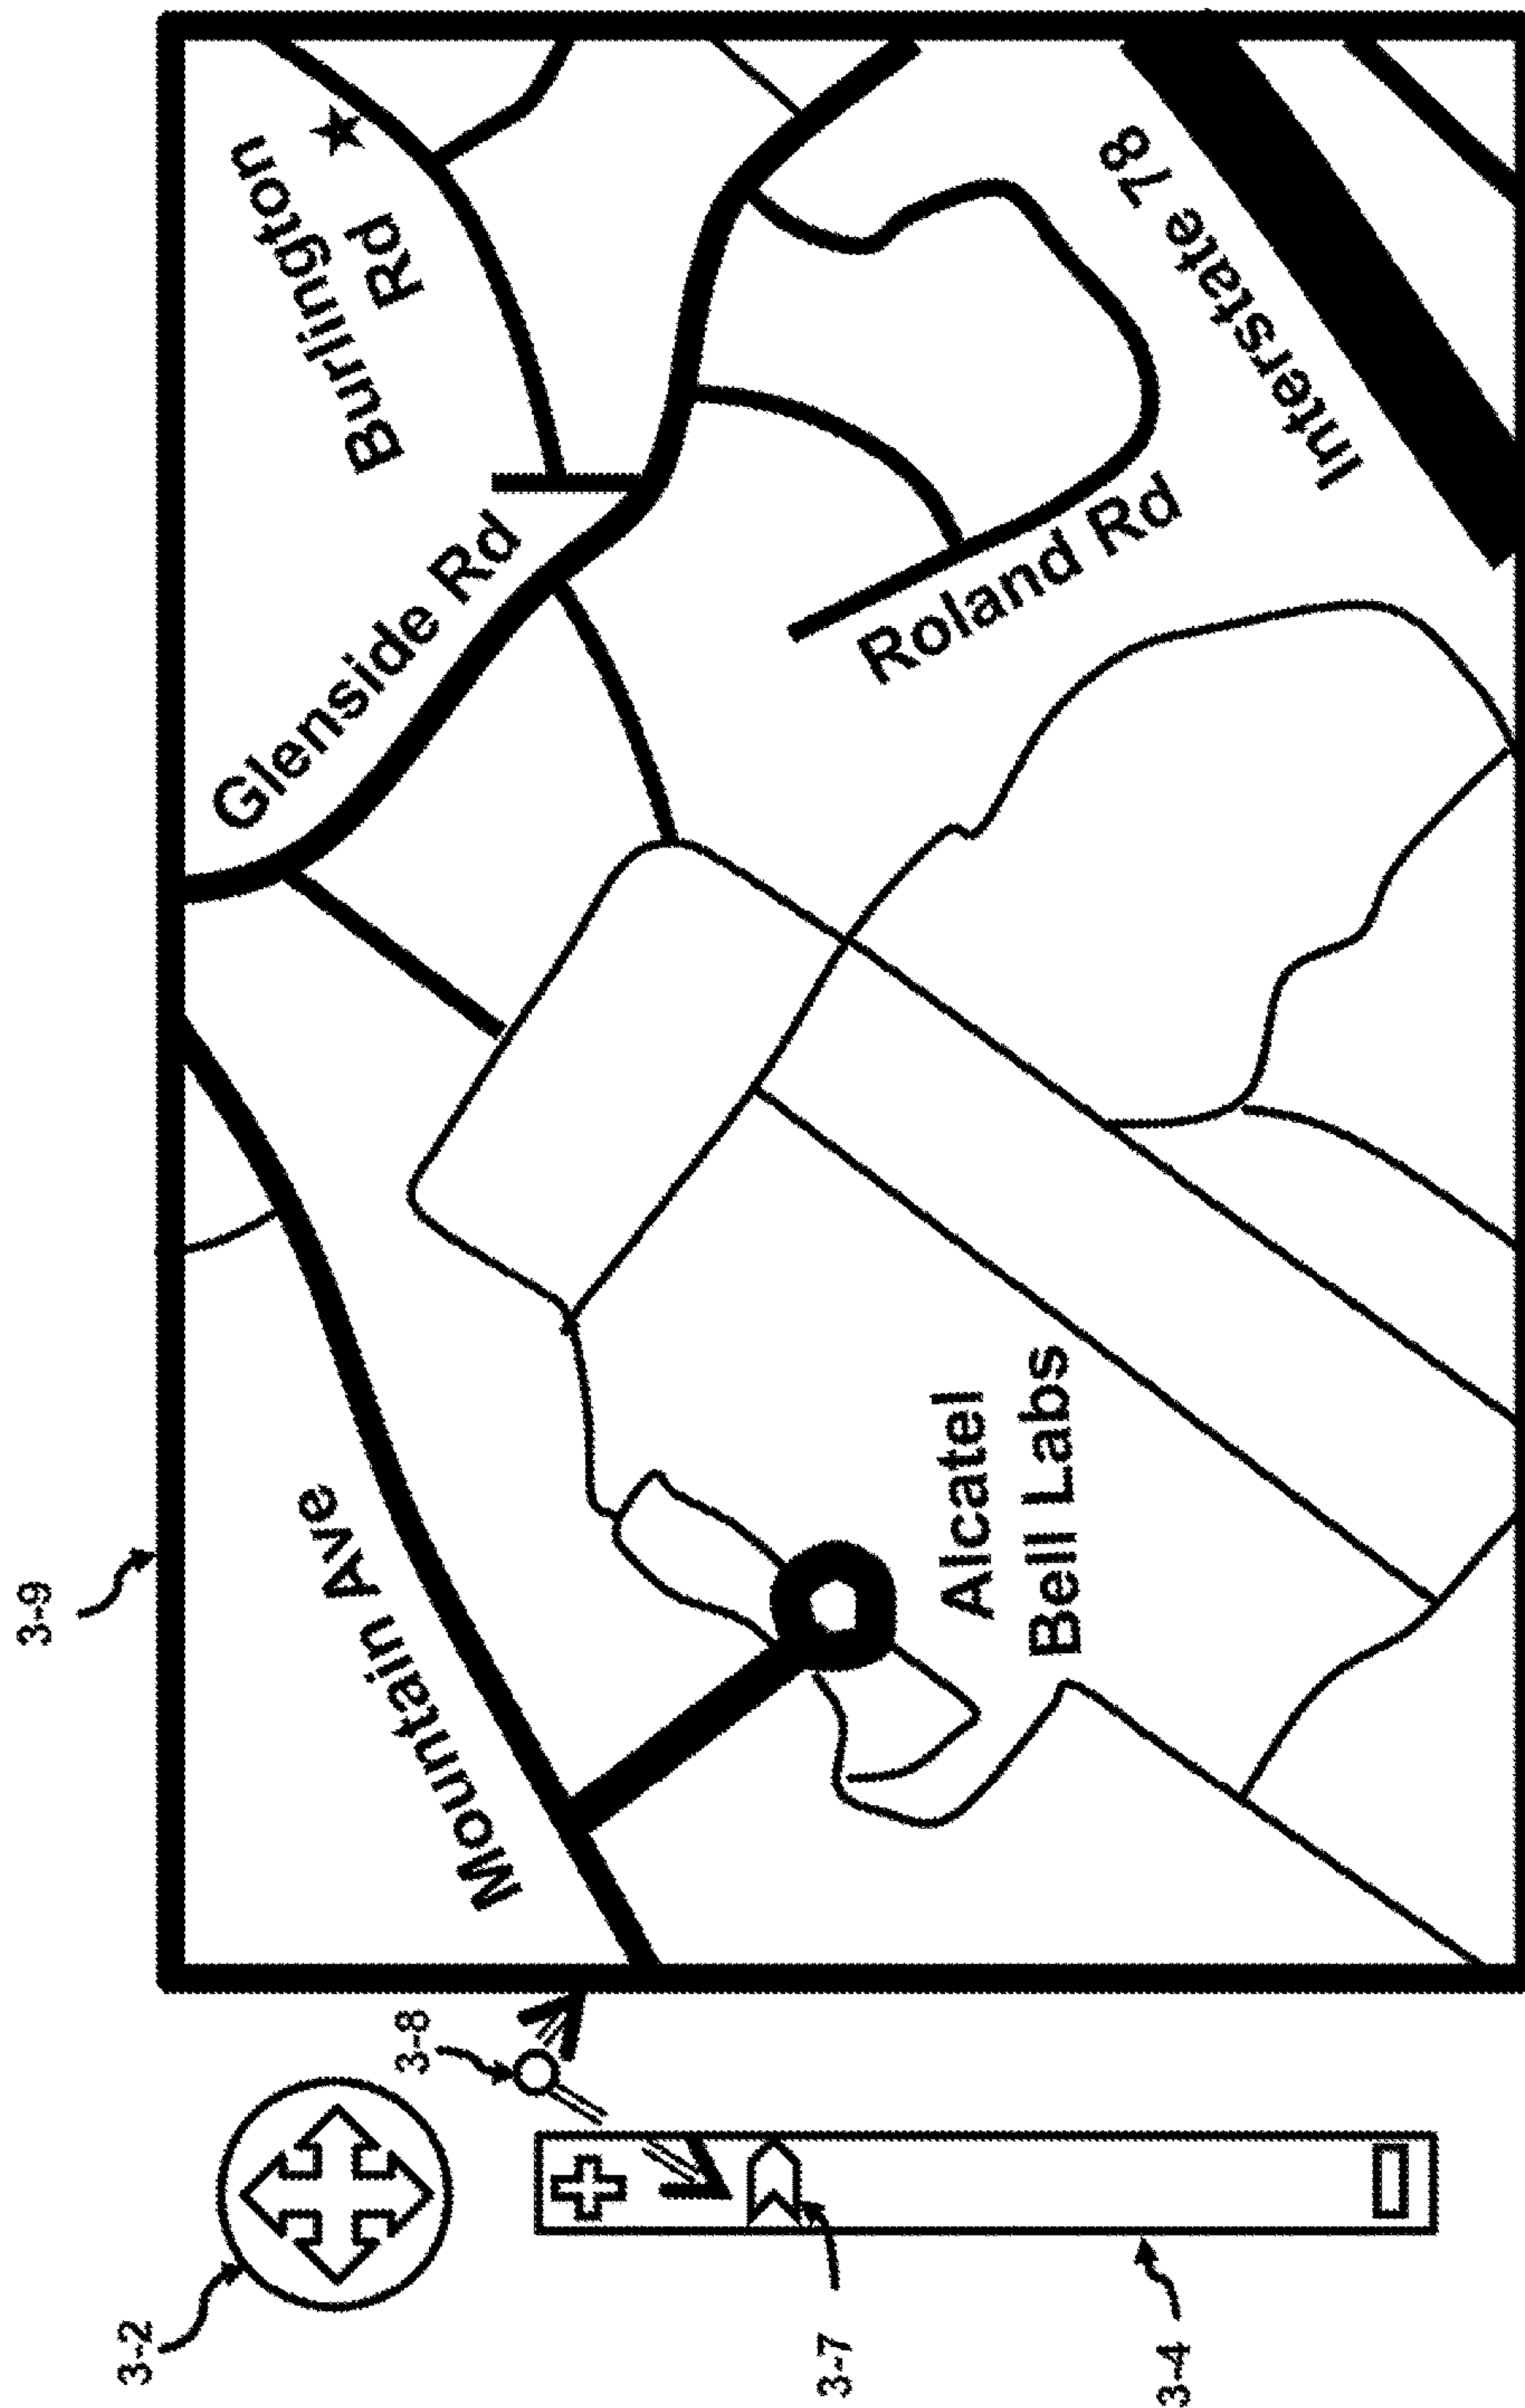 3-9
3-2
3-8
3-7
3-4
Mountain Ave
Glenside Rd
Burlington
Rd
Alcatel
Bell Labs
Roland Rd
Interstate 78